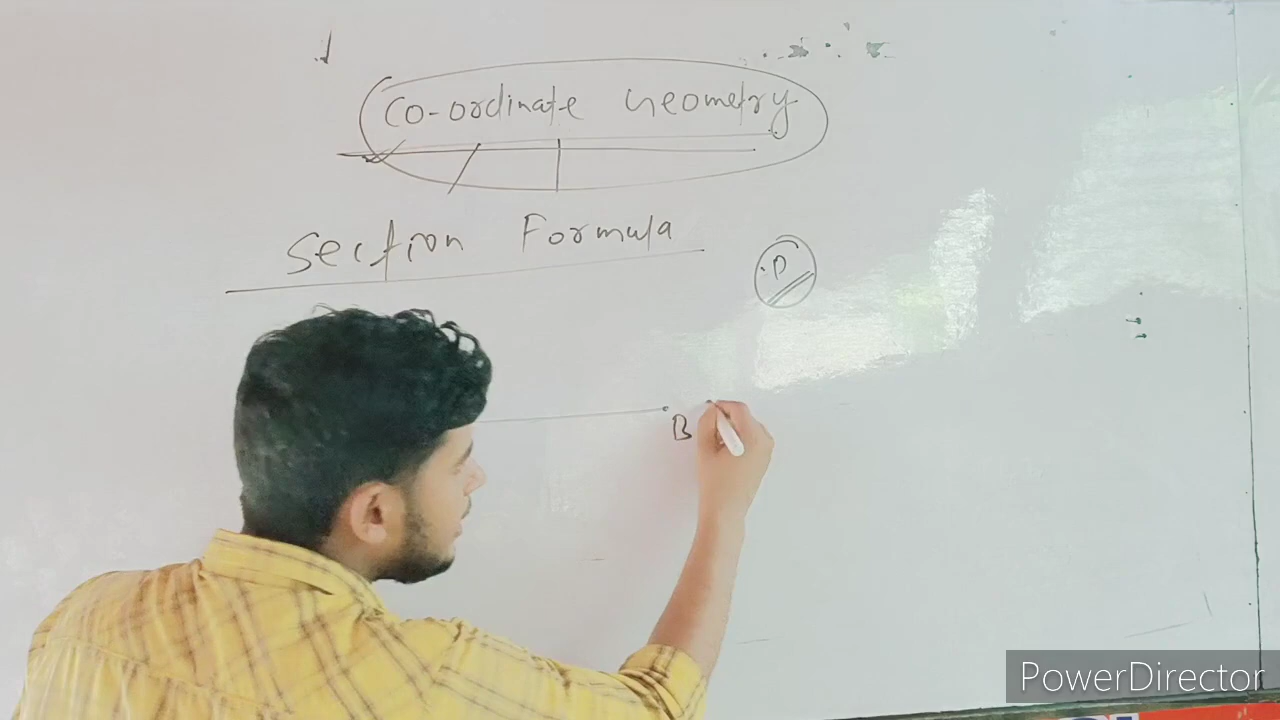 Co-ordinate Geometry
Section Formula
.D
B
PowerDirector